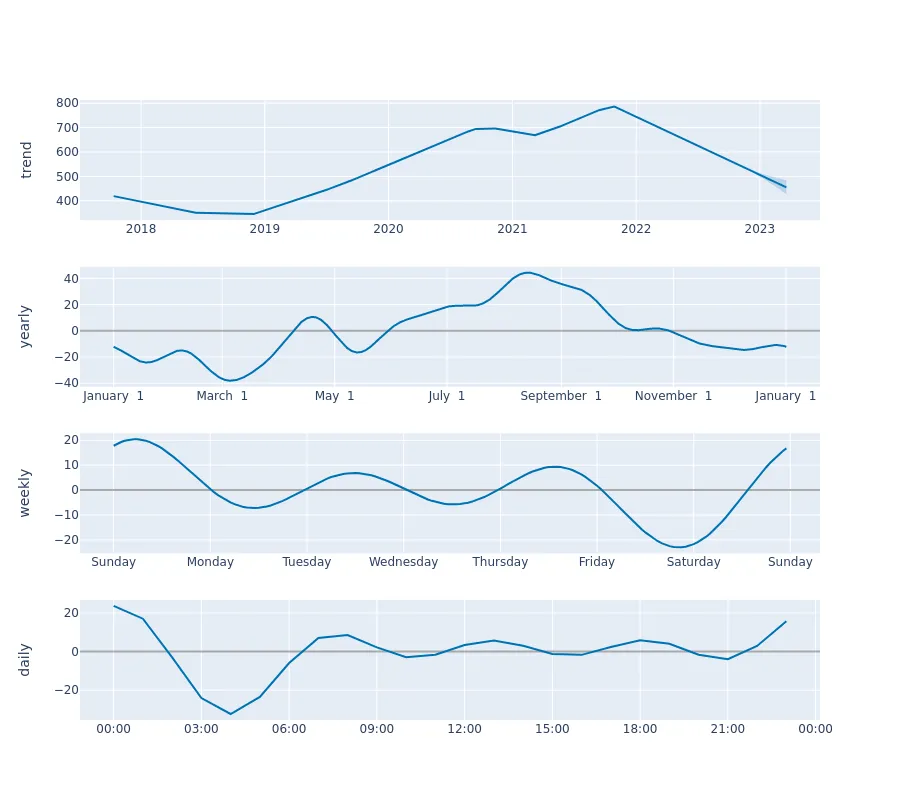 trend
800
700
600
500
400
2018 2019 2020 2021 2022 2023
yearly
40
20
0
−20
−40
January 1 March 1 May 1 July 1 September 1 November 1 January 1
weekly
20
10
0
−10
−20
Sunday Monday Tuesday Wednesday Thursday Friday Saturday Sunday
daily
20
0
−20
00:00 03:00 06:00 09:00 12:00 15:00 18:00 21:00 00:00